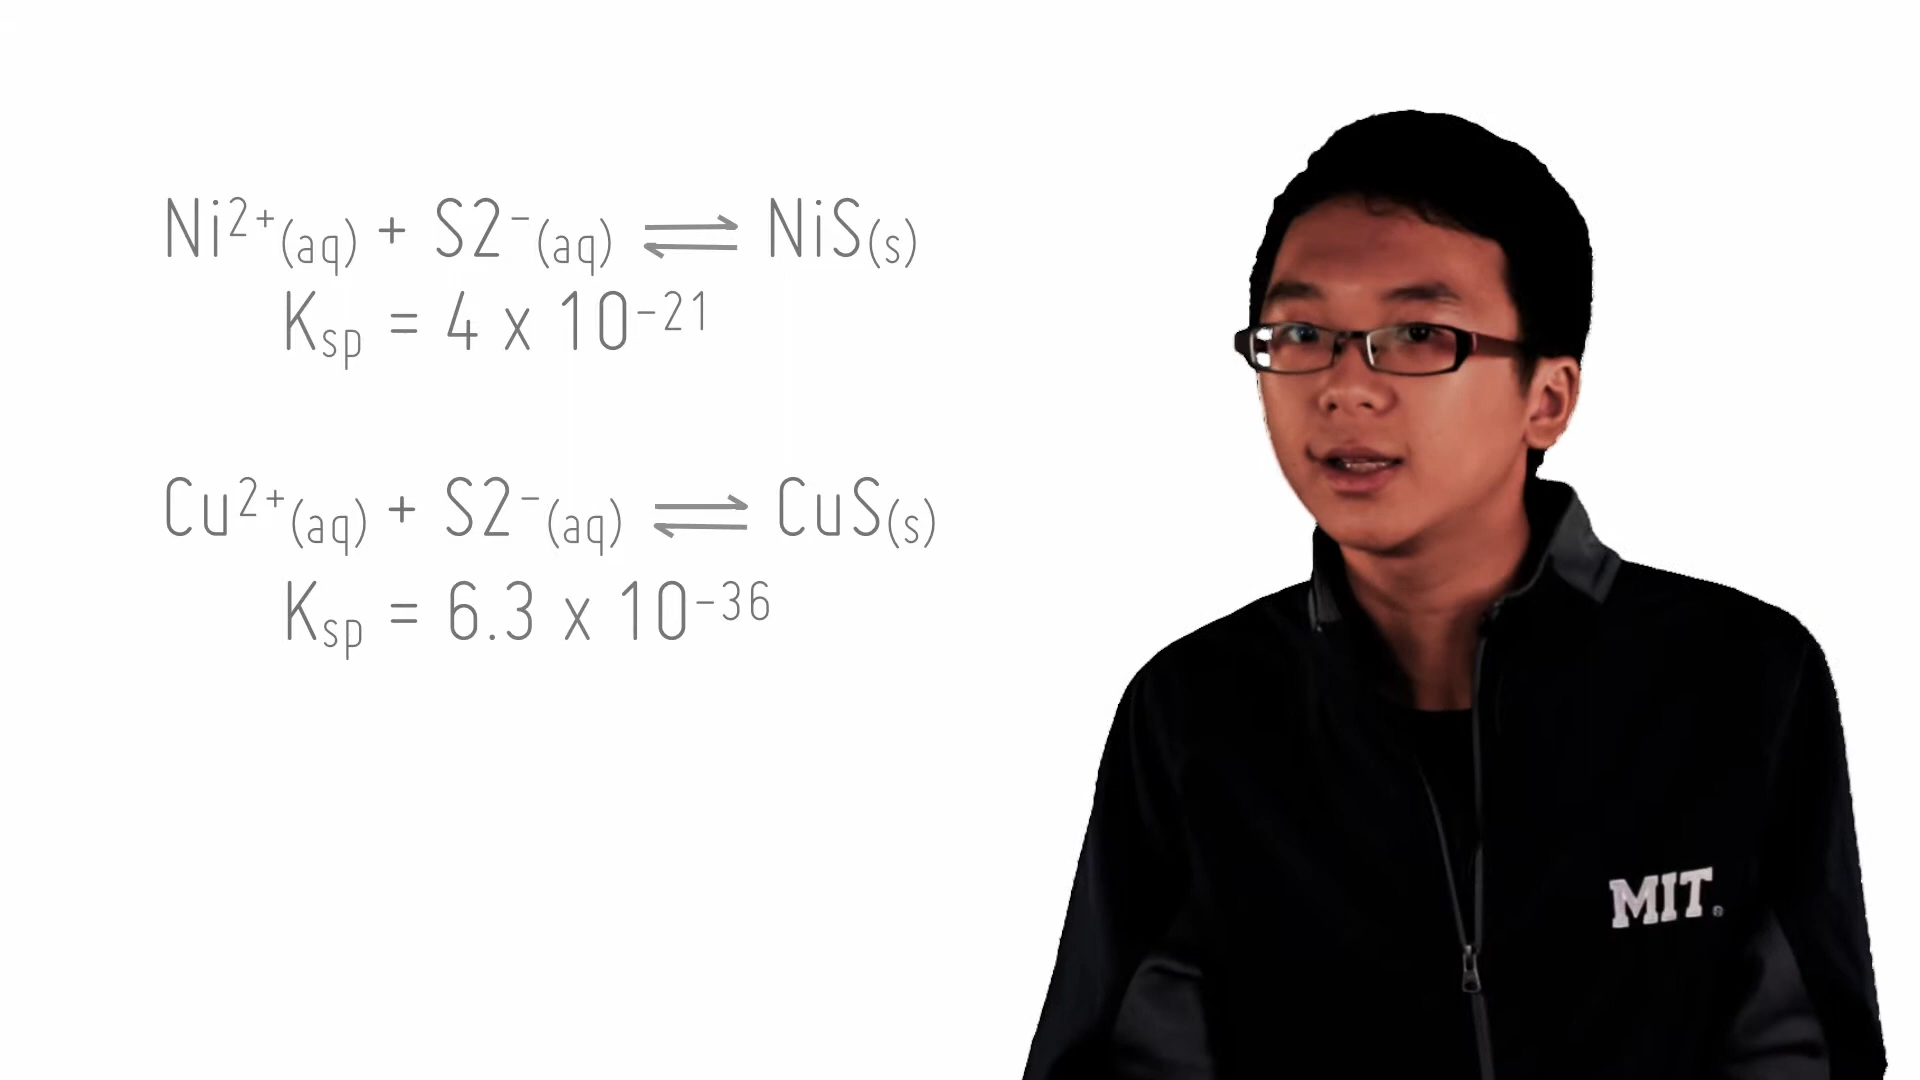 Ni²⁺(aq) + S2⁻(aq) ⇌ NiS(s)
Ksp = 4 x 10⁻²¹
Cu²⁺(aq) + S2⁻(aq) ⇌ CuS(s)
Ksp = 6.3 x 10⁻³⁶
MIT®